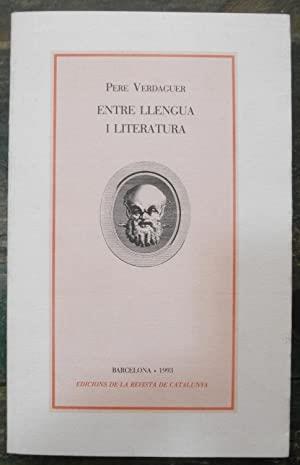 PERE VERDAGUER
ENTRE LLENGUA
I LITERATURA
BARCELONA • 1993
EDICIONS DE LA REVISTA DE CATALUNYA